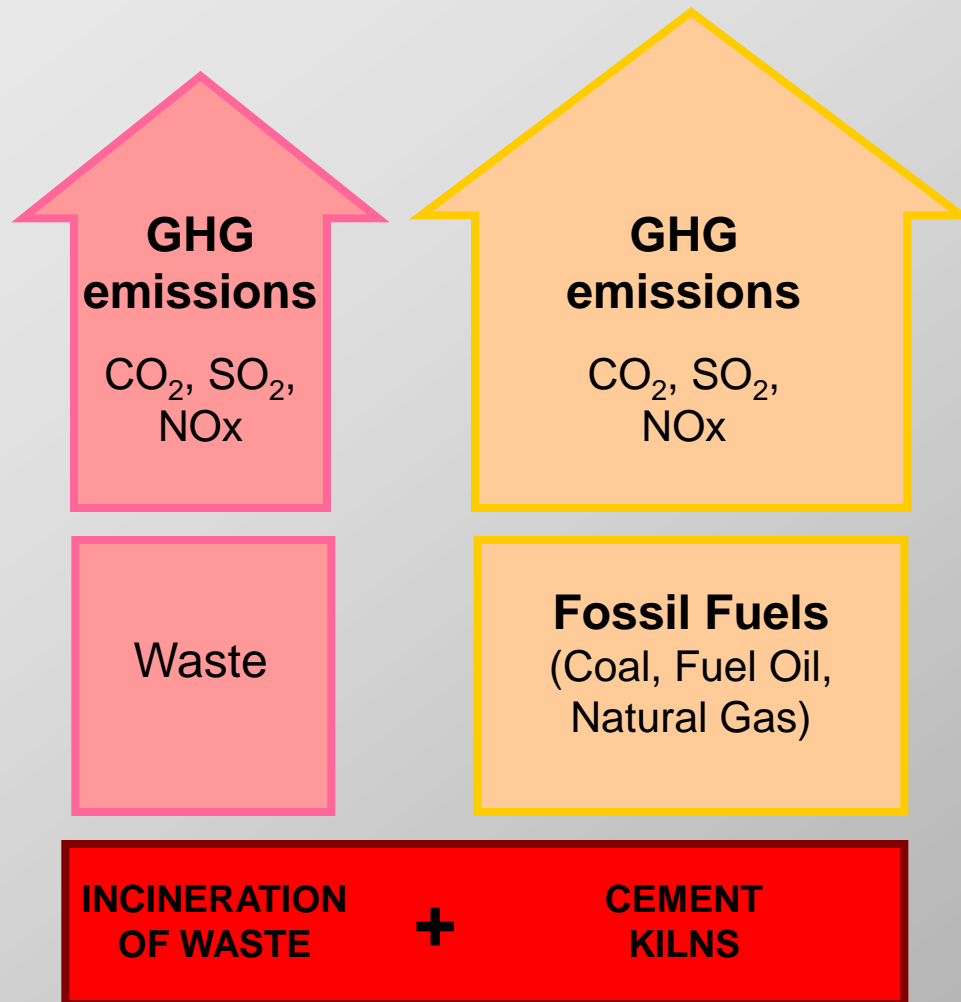 GHG
emissions
CO₂, SO₂,
NOx
GHG
emissions
CO₂, SO₂,
NOx
Waste
Fossil Fuels
(Coal, Fuel Oil,
Natural Gas)
INCINERATION
OF WASTE
+
CEMENT
KILNS